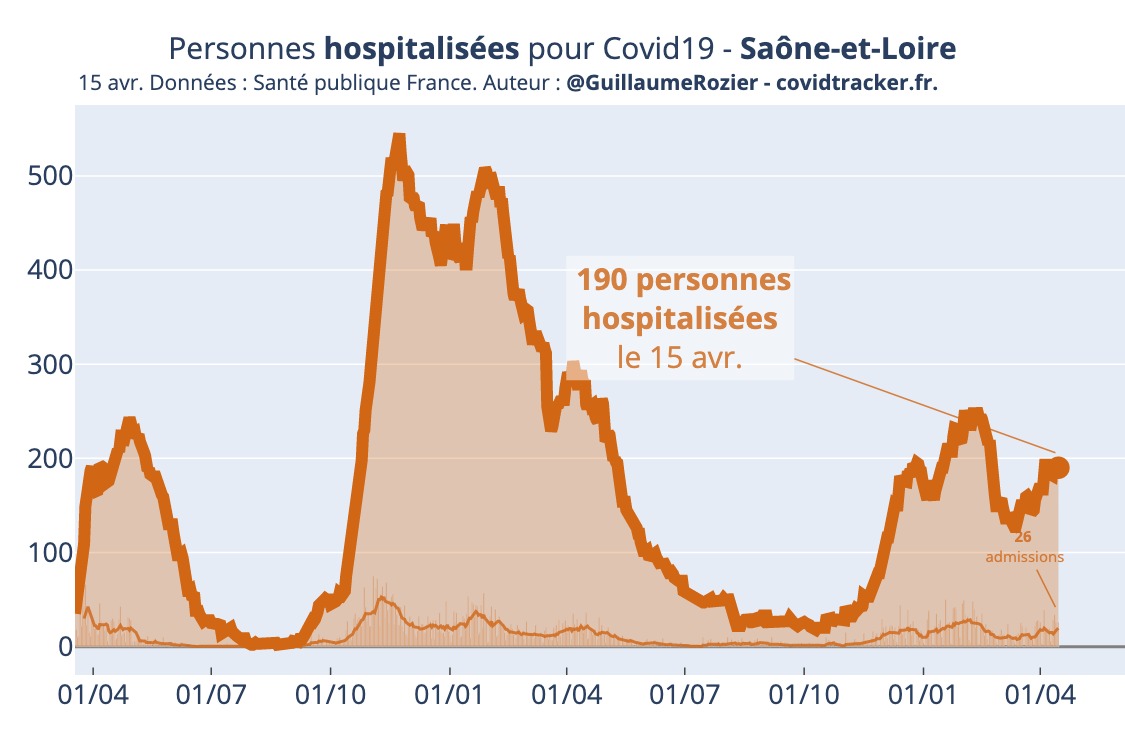 Personnes hospitalisées pour Covid19 - Saône-et-Loire
15 avr. Données : Santé publique France. Auteur : @GuillaumeRozier - covidtracker.fr.
500
400
300
200
100
0
190 personnes
hospitalisées
le 15 avr.
26
admissions
01/04 01/07 01/10 01/01 01/04 01/07 01/10 01/01 01/04